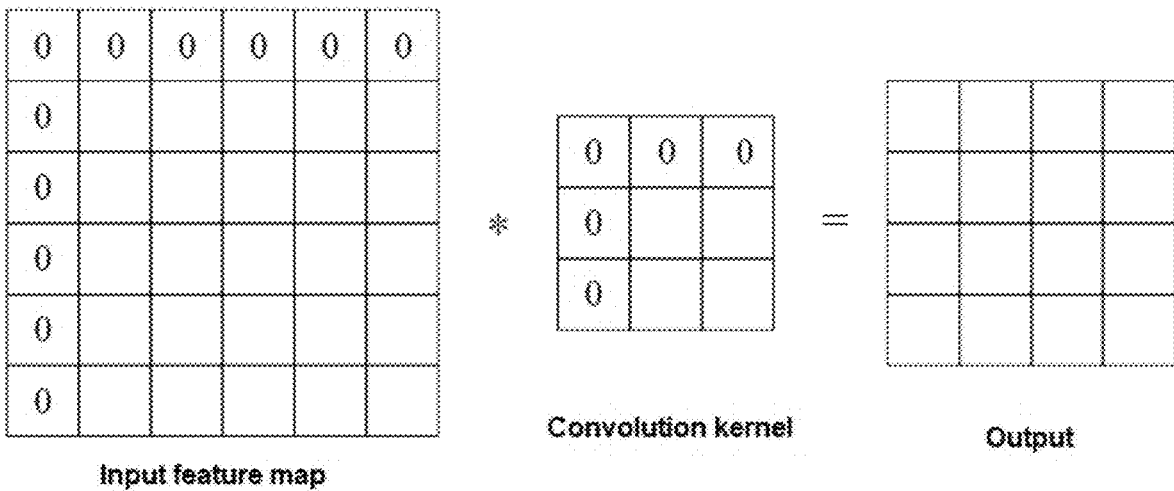 0 0 0 0 0 0
0
0 0 0 0
0 * 0 =
0 0
0
Convolution kernel
Output
Input feature map